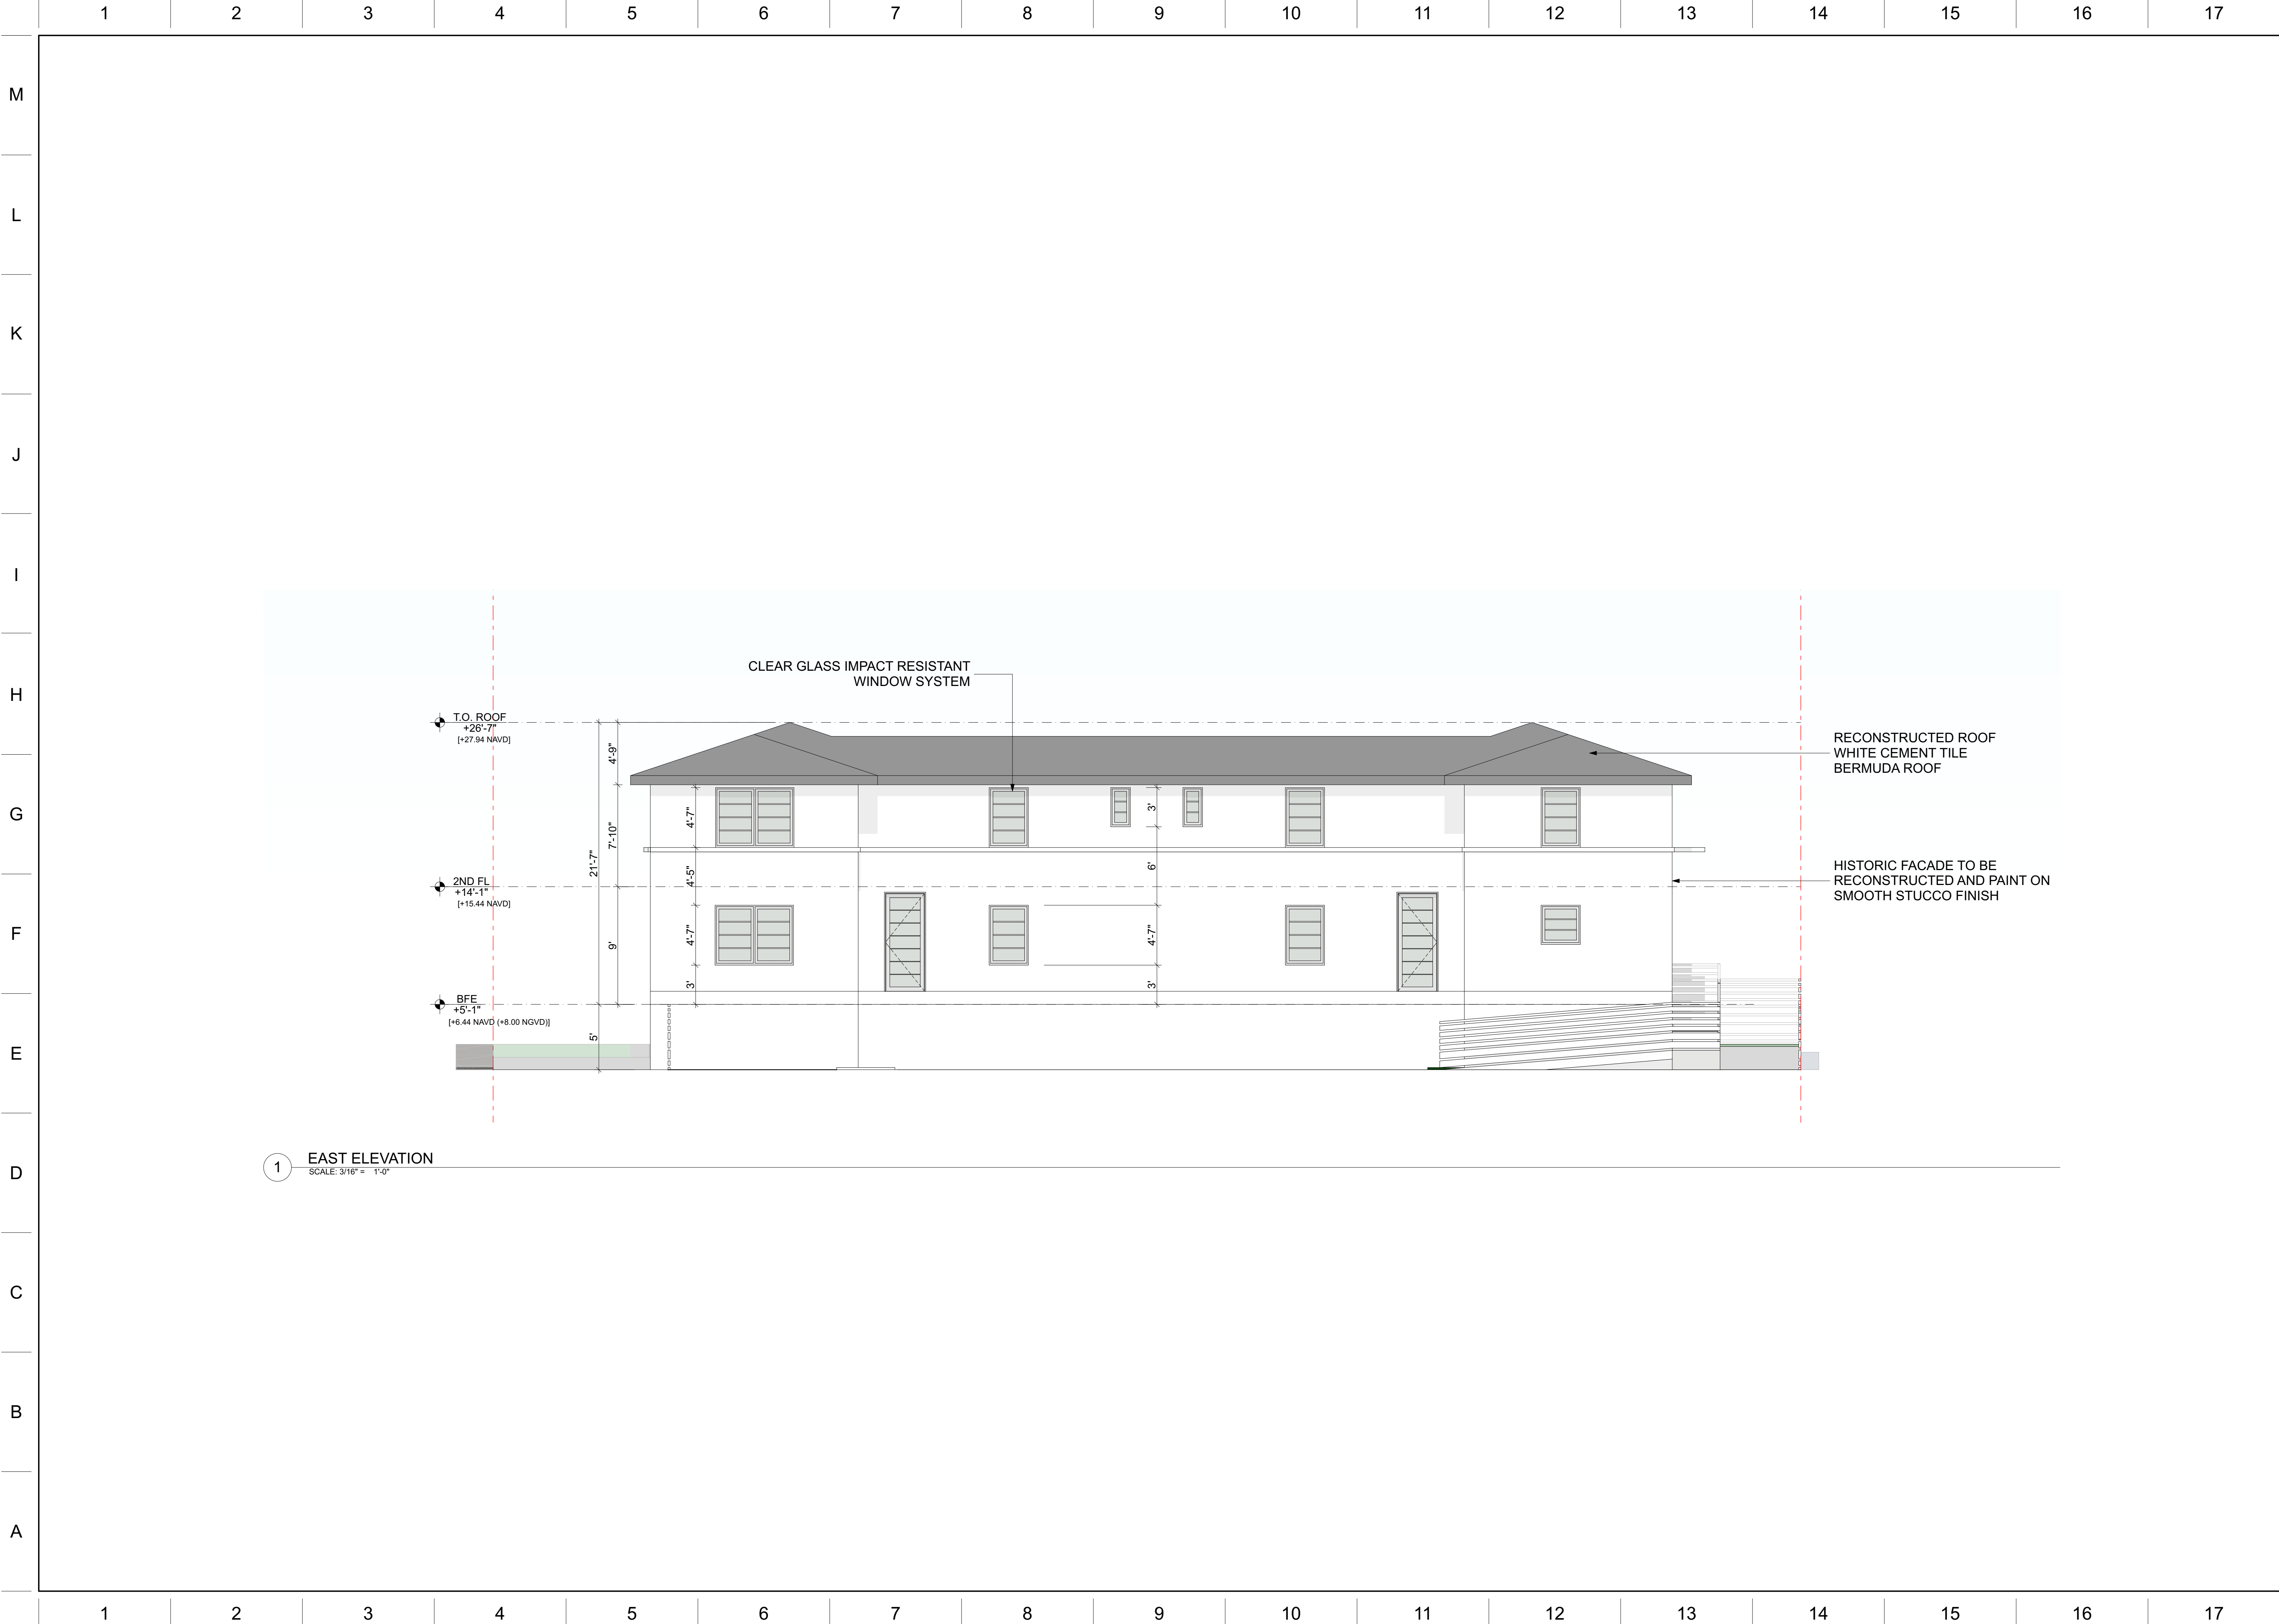 1 2 3 4 5 6 7 8 9 10 11 12 13 14 15 16 17
M
L
K
J
I
H
G
F
E
D
C
B
A
CLEAR GLASS IMPACT RESISTANT
WINDOW SYSTEM
T.O. ROOF
+26'-7"
[+27.94 NAVD]
2ND FL
+14'-1"
[+15.44 NAVD]
BFE
+5'-1"
[+6.44 NAVD (+8.00 NGVD)]
21'-7"
5'
4'-9"
7'-10"
9'
4'-7"
4'-5"
4'-7"
3'
3'
6'
4'-7"
3'
RECONSTRUCTED ROOF
WHITE CEMENT TILE
BERMUDA ROOF
HISTORIC FACADE TO BE
RECONSTRUCTED AND PAINT ON
SMOOTH STUCCO FINISH
1
EAST ELEVATION
SCALE: 3/16" = 1'-0"
1 2 3 4 5 6 7 8 9 10 11 12 13 14 15 16 17